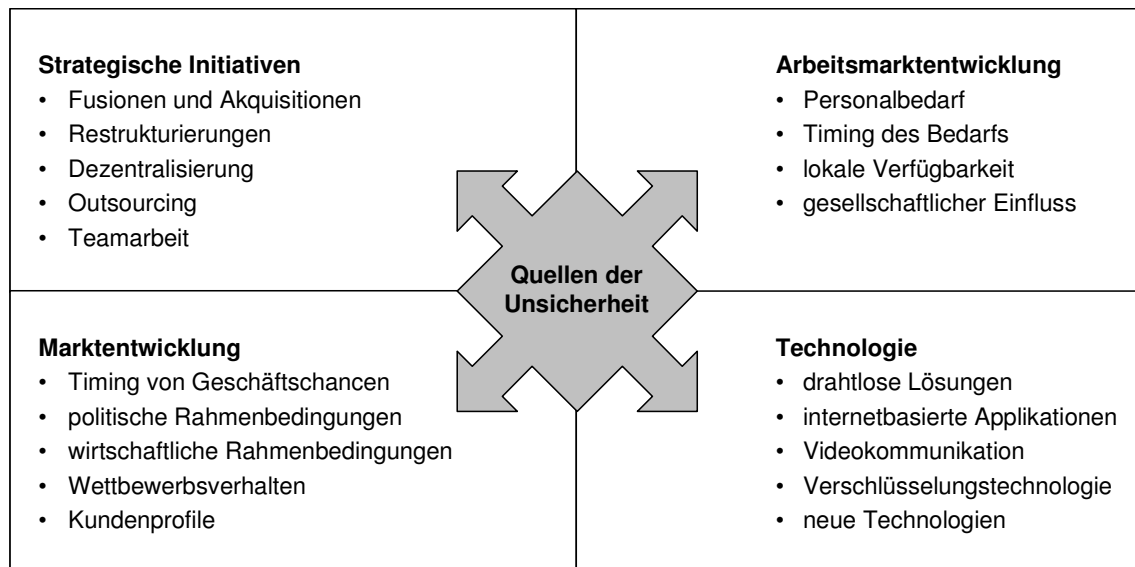 Strategische Initiativen
• Fusionen und Akquisitionen
• Restrukturierungen
• Dezentralisierung
• Outsourcing
• Teamarbeit
Arbeitsmarktentwicklung
• Personalbedarf
• Timing des Bedarfs
• lokale Verfügbarkeit
• gesellschaftlicher Einfluss
Quellen der
Unsicherheit
Marktentwicklung
• Timing von Geschäftschancen
• politische Rahmenbedingungen
• wirtschaftliche Rahmenbedingungen
• Wettbewerbsverhalten
• Kundenprofile
Technologie
• drahtlose Lösungen
• internetbasierte Applikationen
• Videokommunikation
• Verschlüsselungstechnologie
• neue Technologien